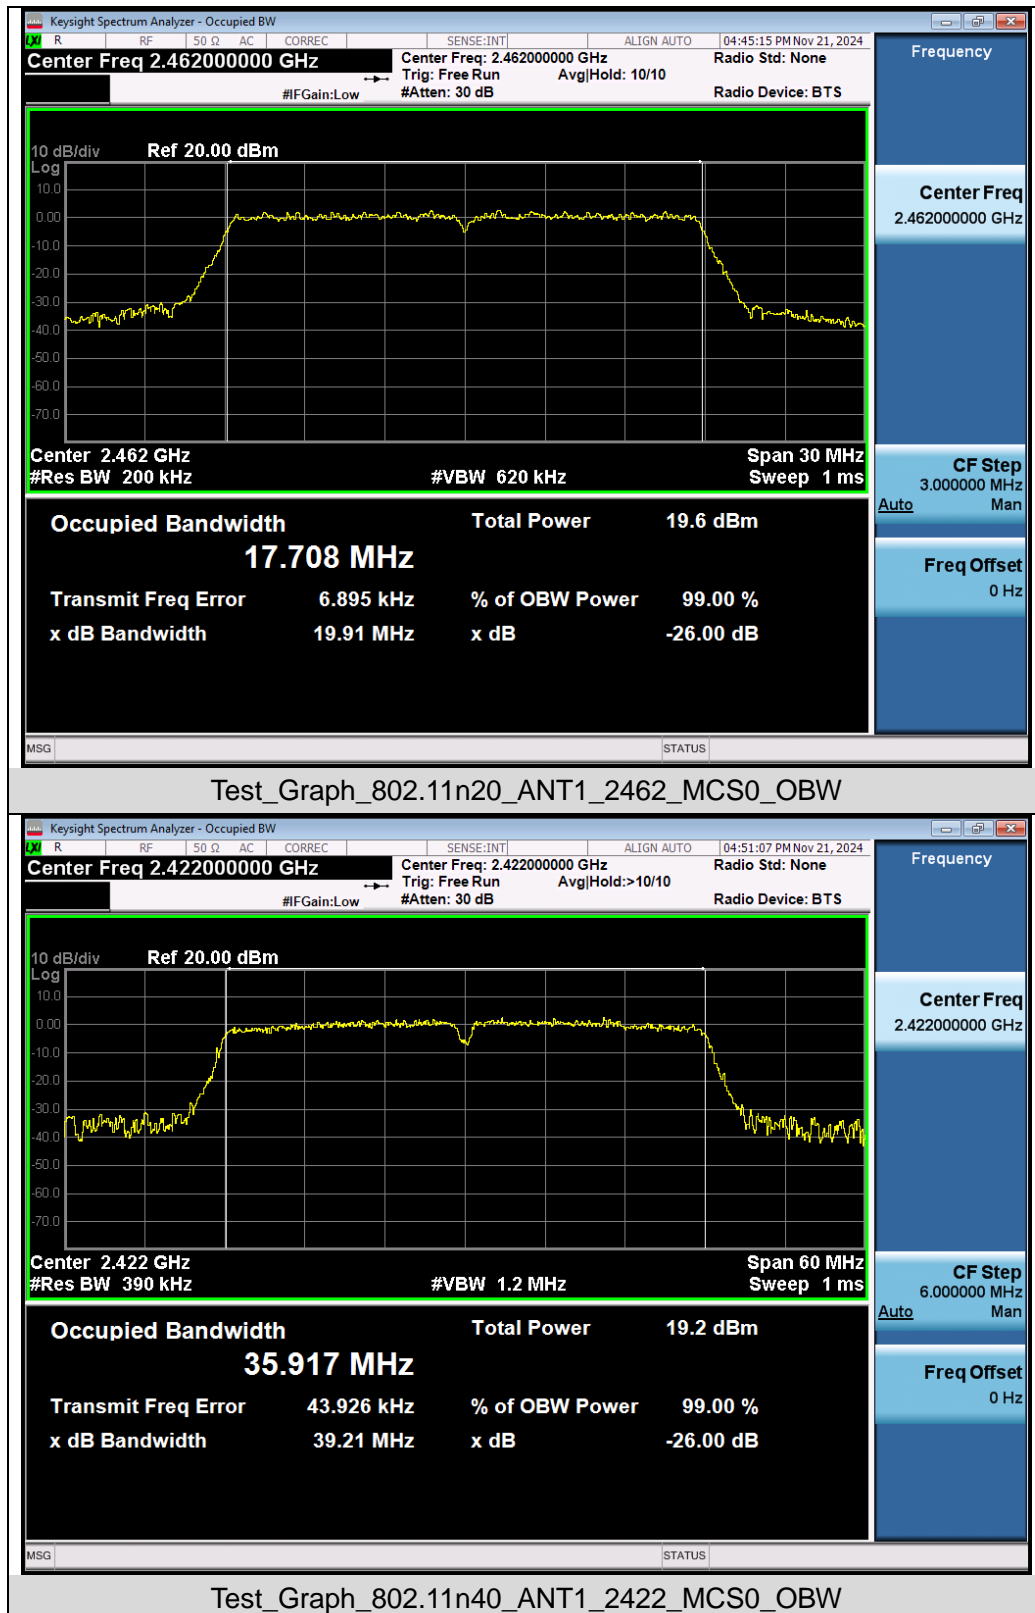 Keysight Spectrum Analyzer - Occupied BW
LXI R RF 50 Ω AC CORREC SENSE:INT ALIGN AUTO 04:45:15 PM Nov 21, 2024
Center Freq 2.462000000 GHz Center Freq: 2.462000000 GHz Radio Std: None
Trig: Free Run Avg|Hold: 10/10
#IFGain:Low #Atten: 30 dB Radio Device: BTS
Frequency
10 dB/div Ref 20.00 dBm
Log
10.0
0.00
-10.0
-20.0
-30.0
-40.0
-50.0
-60.0
-70.0
Center 2.462 GHz Span 30 MHz
#Res BW 200 kHz #VBW 620 kHz Sweep 1 ms
Center Freq
2.462000000 GHz
CF Step
3.000000 MHz
Auto Man
Freq Offset
0 Hz
Occupied Bandwidth Total Power 19.6 dBm
17.708 MHz
Transmit Freq Error 6.895 kHz % of OBW Power 99.00 %
x dB Bandwidth 19.91 MHz x dB -26.00 dB
MSG STATUS
Test_Graph_802.11n20_ANT1_2462_MCS0_OBW
Keysight Spectrum Analyzer - Occupied BW
LXI R RF 50 Ω AC CORREC SENSE:INT ALIGN AUTO 04:51:07 PM Nov 21, 2024
Center Freq 2.422000000 GHz Center Freq: 2.422000000 GHz Radio Std: None
Trig: Free Run Avg|Hold:>10/10
#IFGain:Low #Atten: 30 dB Radio Device: BTS
Frequency
10 dB/div Ref 20.00 dBm
Log
10.0
0.00
-10.0
-20.0
-30.0
-40.0
-50.0
-60.0
-70.0
Center 2.422 GHz Span 60 MHz
#Res BW 390 kHz #VBW 1.2 MHz Sweep 1 ms
Center Freq
2.422000000 GHz
CF Step
6.000000 MHz
Auto Man
Freq Offset
0 Hz
Occupied Bandwidth Total Power 19.2 dBm
35.917 MHz
Transmit Freq Error 43.926 kHz % of OBW Power 99.00 %
x dB Bandwidth 39.21 MHz x dB -26.00 dB
MSG STATUS
Test_Graph_802.11n40_ANT1_2422_MCS0_OBW